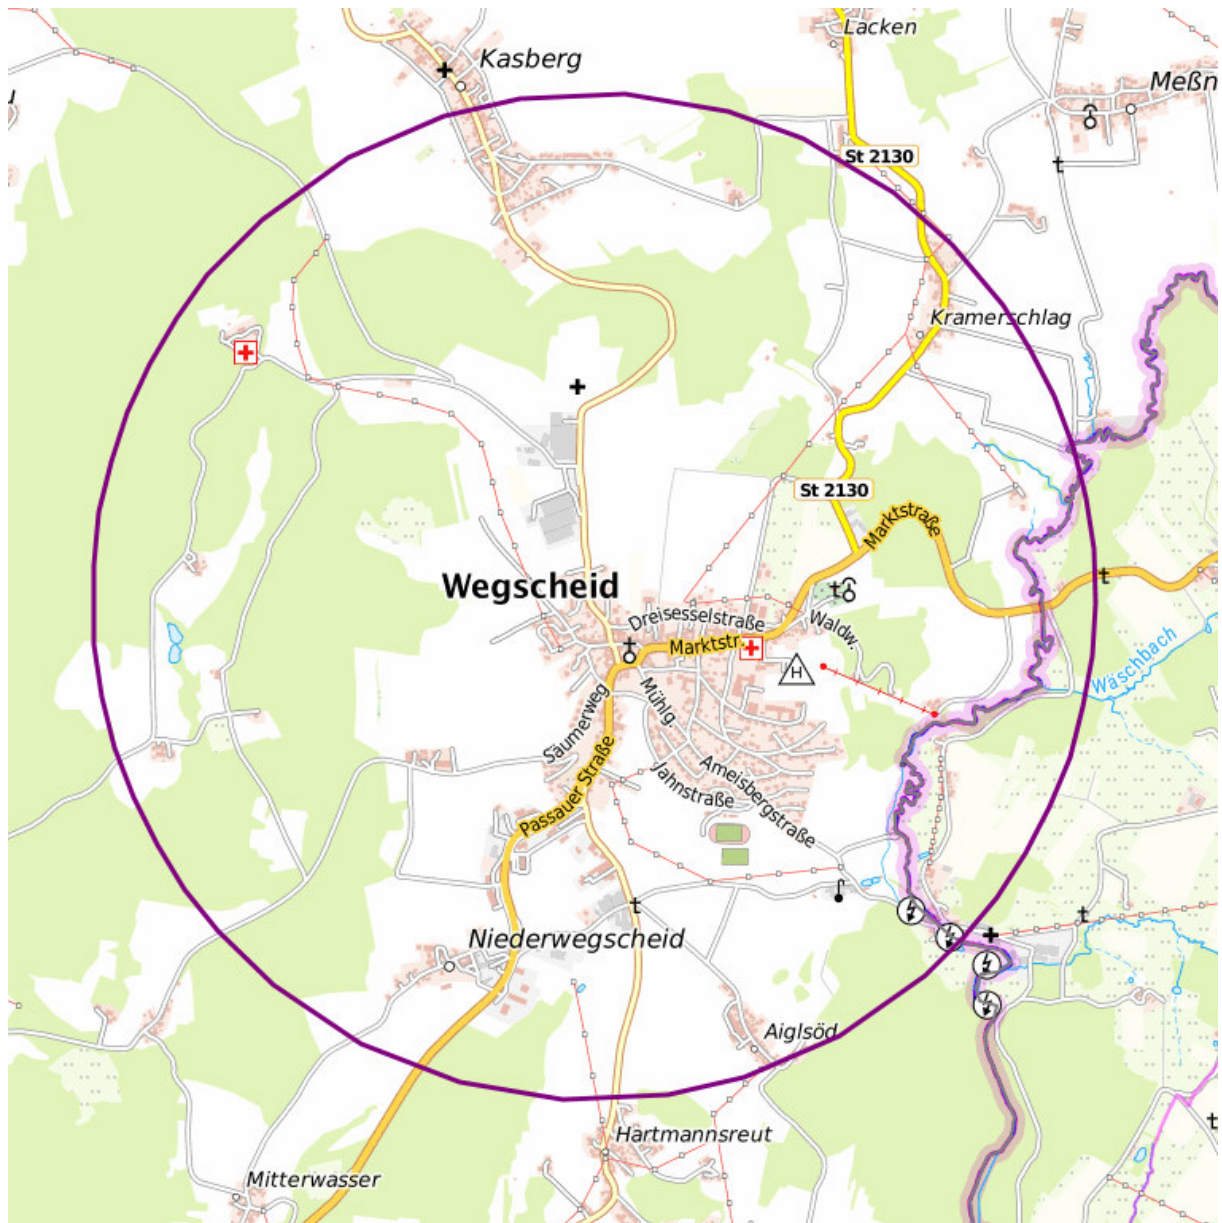 Lacken
Kasberg
Meßn
St 2130
Kramerschlag
St 2130
Marktstraße
Wegscheid
Dreisesselstraße
Waldw.
Marktstr.
H
Wäschbach
Mühlg.
Säumerweg
Passauer Straße
Ameisbergstraße
Jahnstraße
Niederwegscheid
Aiglsöd
Hartmannsreut
Mitterwasser